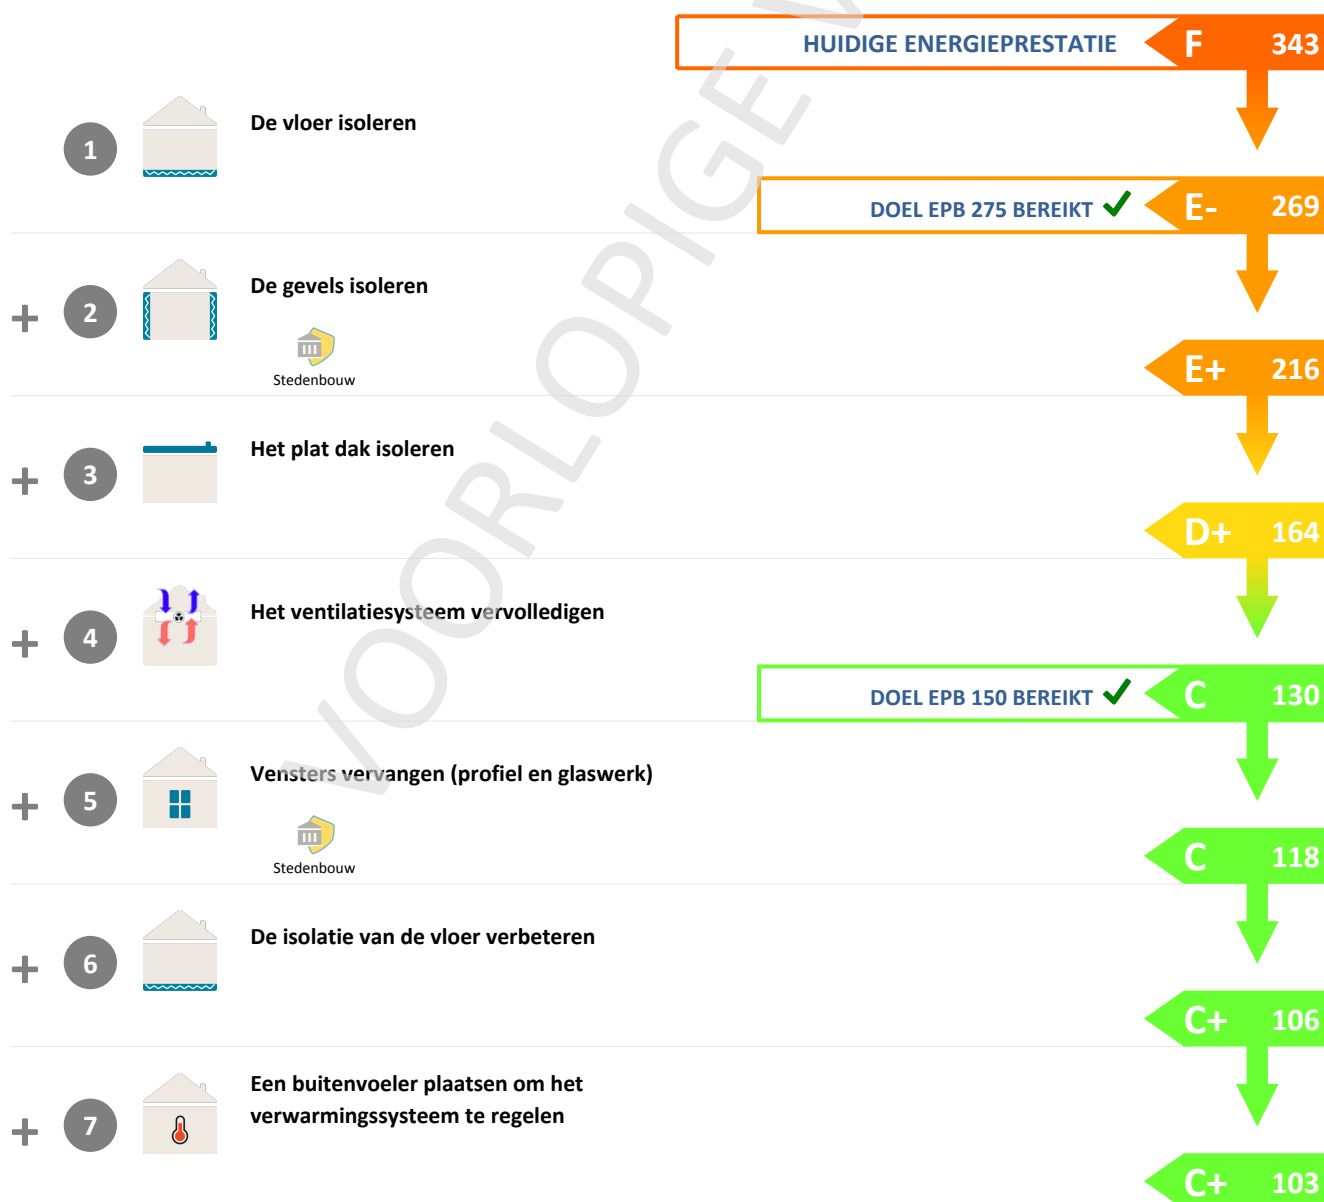 HUIDIGE ENERGIEPRESTATIE F 343
1 De vloer isoleren
DOEL EPB 275 BEREIKT E- 269
+ 2 De gevels isoleren
Stedenbouw
E+ 216
+ 3 Het plat dak isoleren
D+ 164
+ 4 Het ventilatiesysteem vervolledigen
DOEL EPB 150 BEREIKT C 130
+ 5 Vensters vervangen (profiel en glaswerk)
Stedenbouw
C 118
+ 6 De isolatie van de vloer verbeteren
C+ 106
+ 7 Een buitenvoeler plaatsen om het
verwarmingssysteem te regelen
C+ 103
VOORLOPIGE